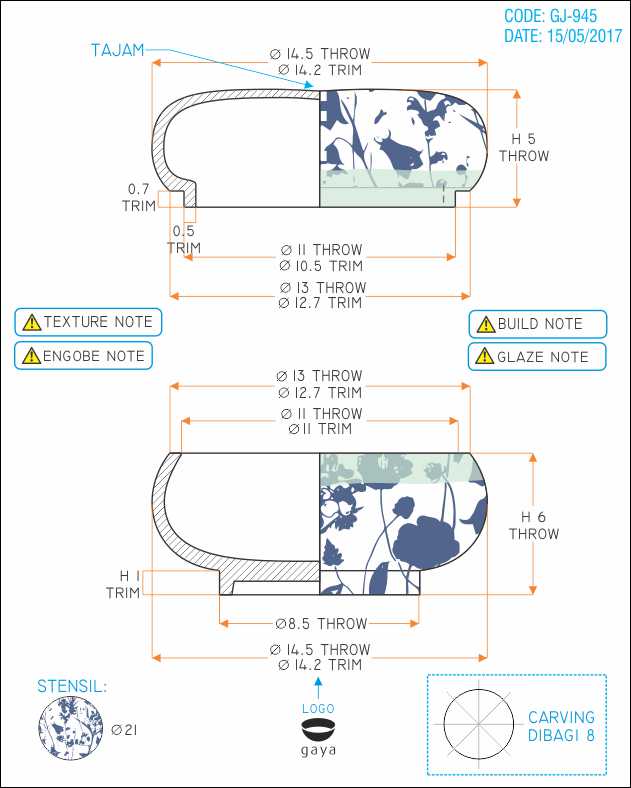 CODE: GJ-945
DATE: 15/05/2017
TAJAM
Ø 14.5 THROW
Ø 14.2 TRIM
H 5
THROW
0.7
TRIM
0.5
TRIM
Ø 11 THROW
Ø 10.5 TRIM
Ø 13 THROW
Ø 12.7 TRIM
TEXTURE NOTE
BUILD NOTE
ENGOBE NOTE
GLAZE NOTE
Ø 13 THROW
Ø 12.7 TRIM
Ø 11 THROW
Ø 11 TRIM
H 6
THROW
H 1
TRIM
Ø8.5 THROW
Ø 14.5 THROW
Ø 14.2 TRIM
STENSIL:
Ø21
LOGO
gaya
CARVING
DIBAGI 8